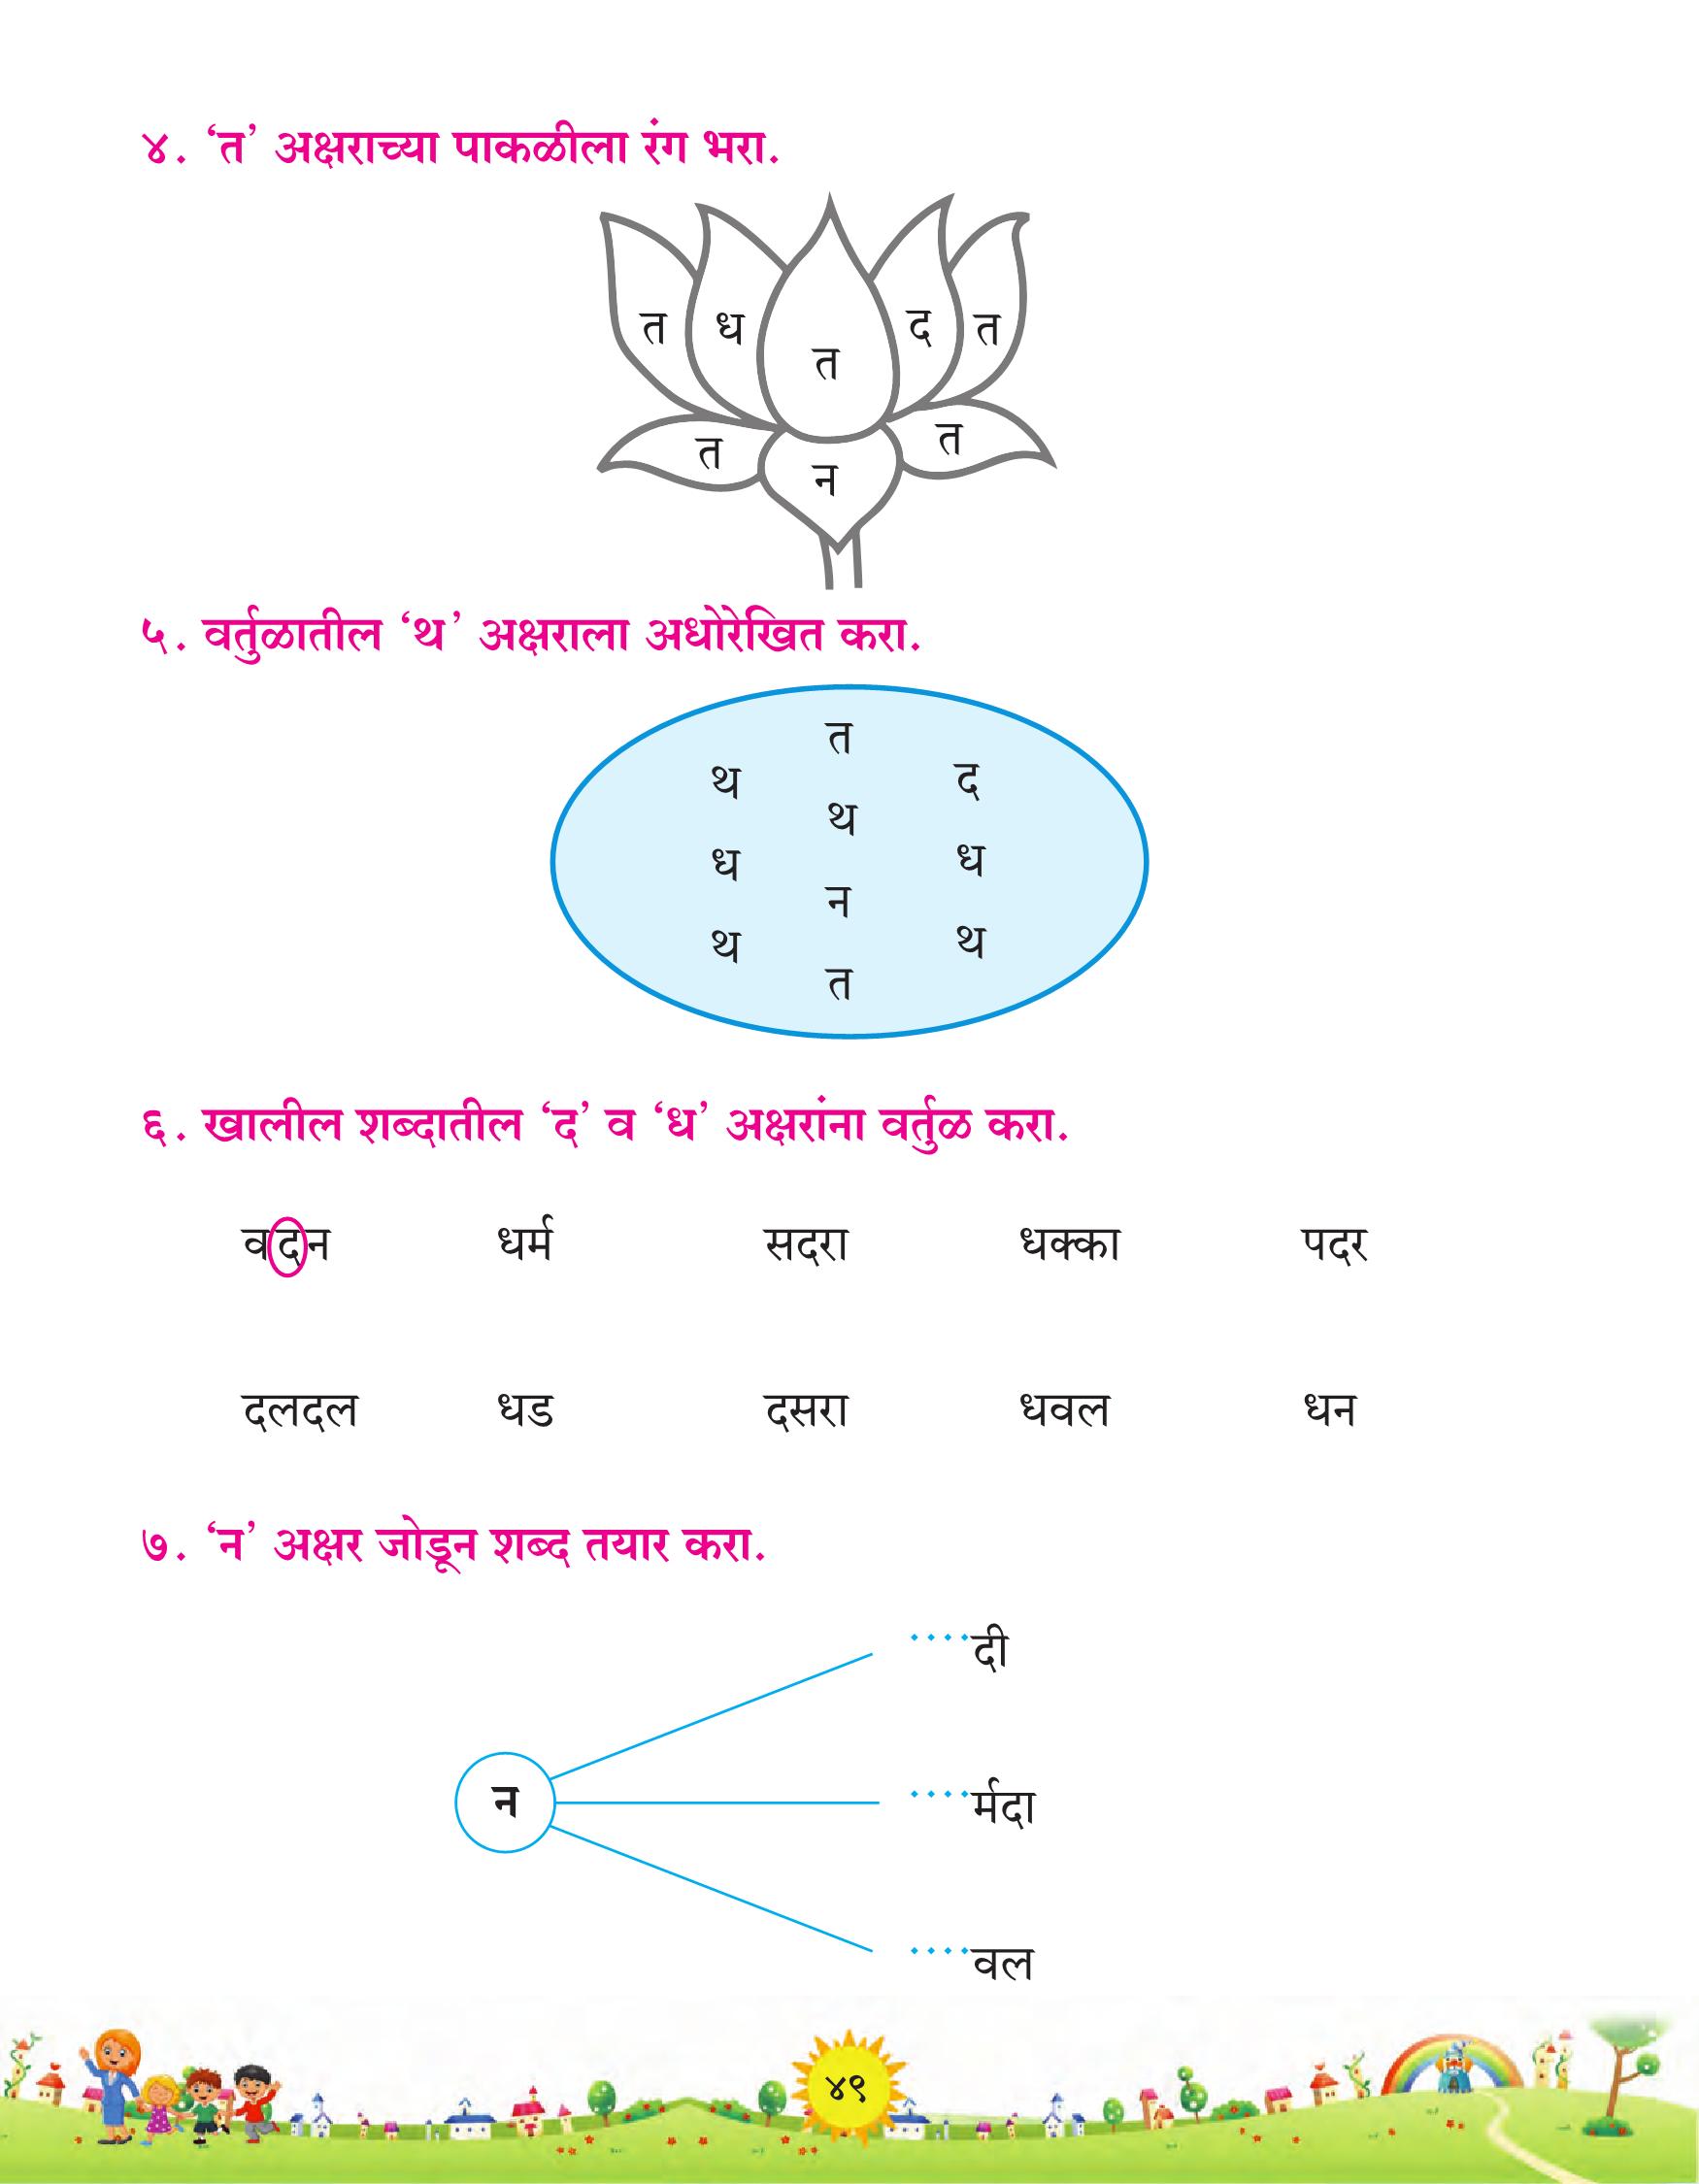 ४. ‘त’ अक्षराच्या पाकळीला रंग भरा.
त ध त द त
त न त
५. वर्तुळातील ‘थ’ अक्षराला अधोरेखित करा.
त
थ द
थ
ध ध
न
थ थ
त
६. खालील शब्दातील ‘द’ व ‘ध’ अक्षरांना वर्तुळ करा.
वदन धर्म सदरा धक्का पदर
दलदल धड दसरा धवल धन
७. ‘न’ अक्षर जोडून शब्द तयार करा.
....दी
न ....र्मदा
....वल
४९